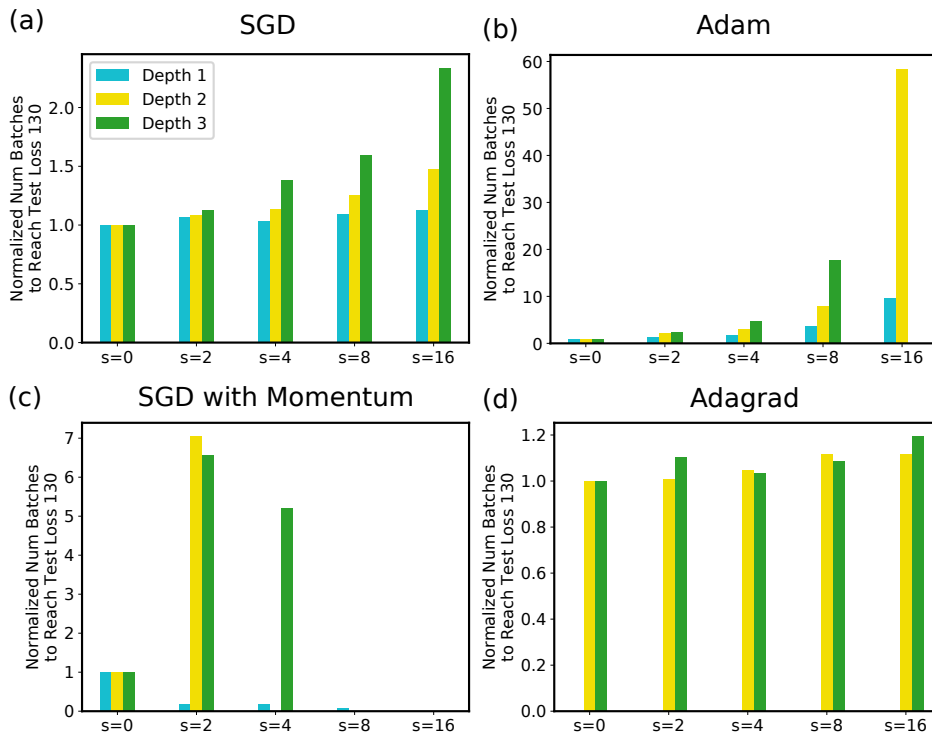 (a)
SGD
Normalized Num Batches
to Reach Test Loss 130
2.0
1.5
1.0
0.5
0.0
Depth 1
Depth 2
Depth 3
s=0 s=2 s=4 s=8 s=16
(b)
Adam
Normalized Num Batches
to Reach Test Loss 130
60
50
40
30
20
10
0
s=0 s=2 s=4 s=8 s=16
(c)
SGD with Momentum
Normalized Num Batches
to Reach Test Loss 130
7
6
5
4
3
2
1
0
s=0 s=2 s=4 s=8 s=16
(d)
Adagrad
Normalized Num Batches
to Reach Test Loss 130
1.2
1.0
0.8
0.6
0.4
0.2
0.0
s=0 s=2 s=4 s=8 s=16